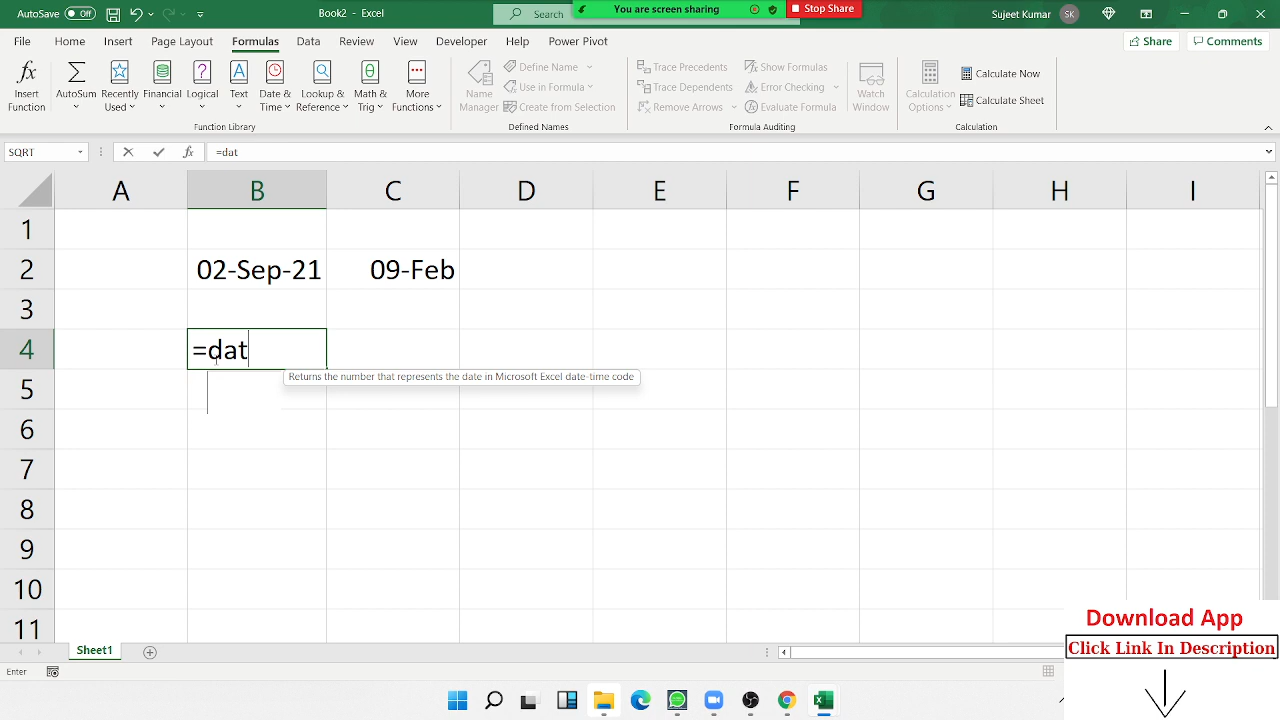 AutoSave Off Book2 - Excel Search You are screen sharing Stop Share Sujeet Kumar SK
File Home Insert Page Layout Formulas Data Review View Developer Help Power Pivot Share Comments
Insert Function AutoSum Recently Used Financial Logical Text Date & Time Lookup & Reference Math & Trig More Functions
Name Manager Define Name Use in Formula Create from Selection
Trace Precedents Trace Dependents Remove Arrows Show Formulas Error Checking Evaluate Formula Watch Window
Calculation Options Calculate Now Calculate Sheet
Function Library Defined Names Formula Auditing Calculation
SQRT fx =dat
A B C D E F G H I
1
2 02-Sep-21 09-Feb
3
4 =dat
Returns the number that represents the date in Microsoft Excel date-time code
5
6
7
8
9
10
11
Download App
Click Link In Description
Sheet1
Enter